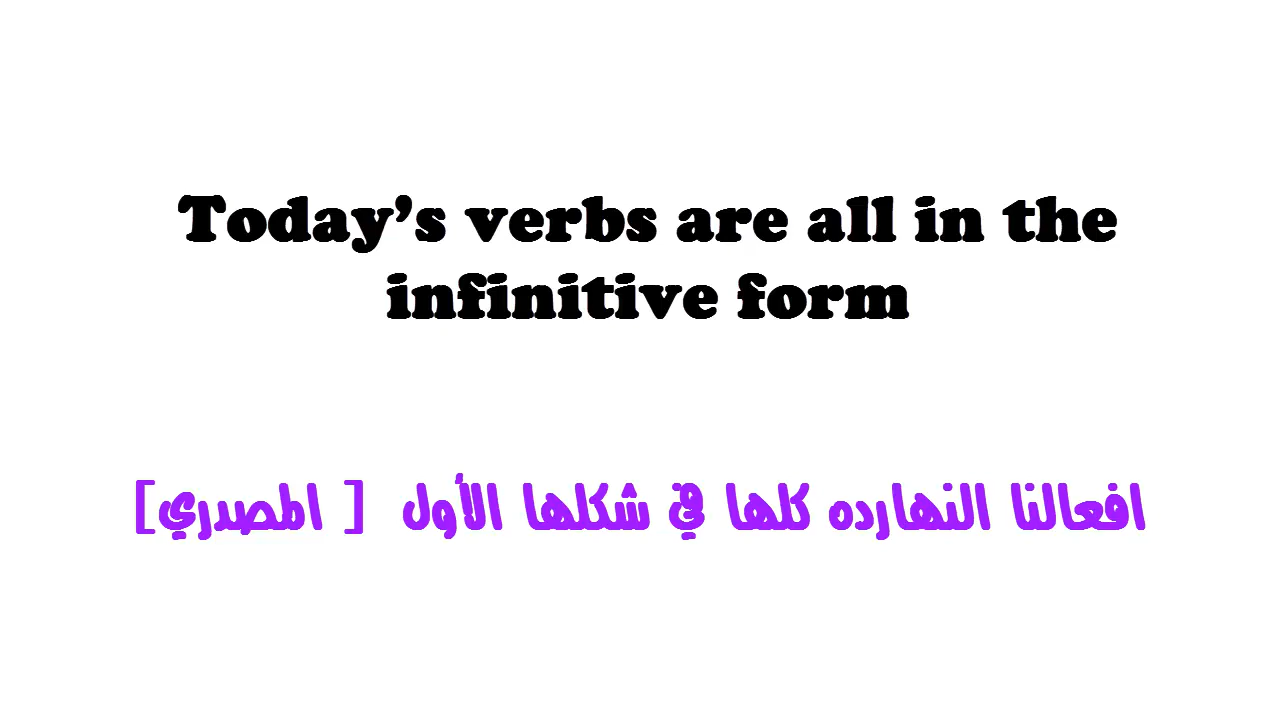 Today’s verbs are all in the
infinitive form
افعالنا النهارده كلها في شكلها الأول [ المصدري]